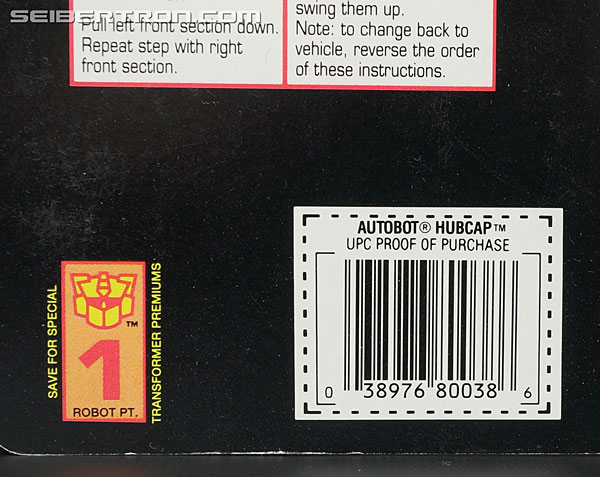 SEIBERTRON.COM
Pull left front section down.
Repeat step with right
front section.
swing them up.
Note: to change back to
vehicle, reverse the order
of these instructions.
SAVE FOR SPECIAL
TM
1
ROBOT PT.
TRANSFORMER PREMIUMS
AUTOBOT® HUBCAP™
UPC PROOF OF PURCHASE
0 38976 80038 6